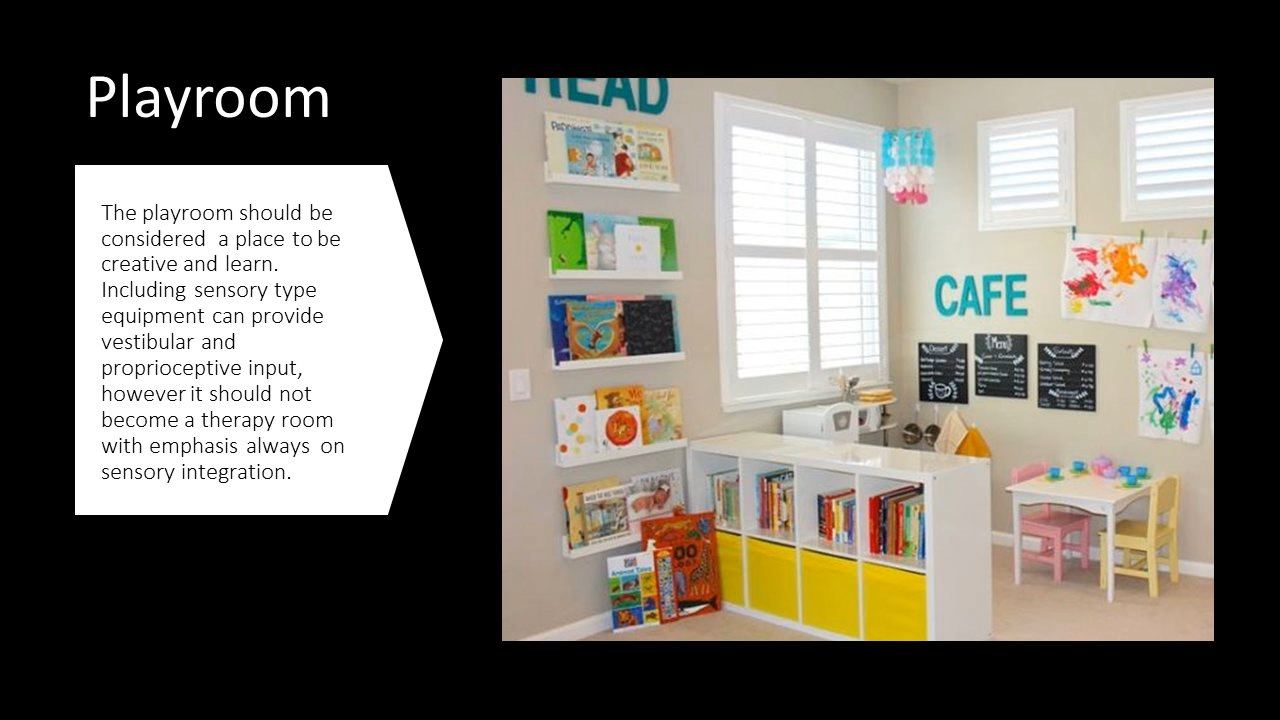 Playroom
The playroom should be
considered  a place to be
creative and learn.
Including sensory type
equipment can provide
vestibular and
proprioceptive input,
however it should not
become a therapy room
with emphasis always  on
sensory integration.
READ
CAFE
Dessert
Menu